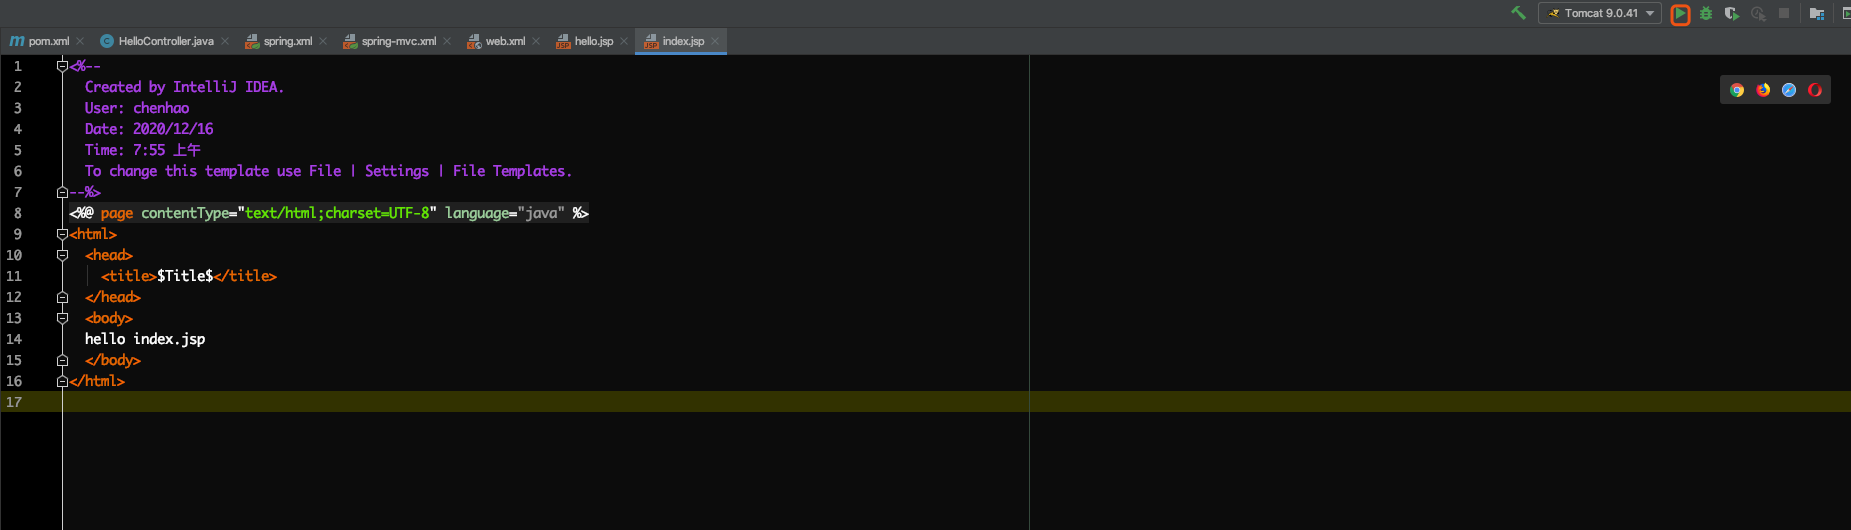 Tomcat 9.0.41
pom.xml HelloController.java spring.xml spring-mvc.xml web.xml hello.jsp index.jsp
1 <%--
2 Created by IntelliJ IDEA.
3 User: chenhao
4 Date: 2020/12/16
5 Time: 7:55 上午
6 To change this template use File | Settings | File Templates.
7 --%>
8 <%@ page contentType="text/html;charset=UTF-8" language="java" %>
9 <html>
10 <head>
11 <title>$Title$</title>
12 </head>
13 <body>
14 hello index.jsp
15 </body>
16 </html>
17